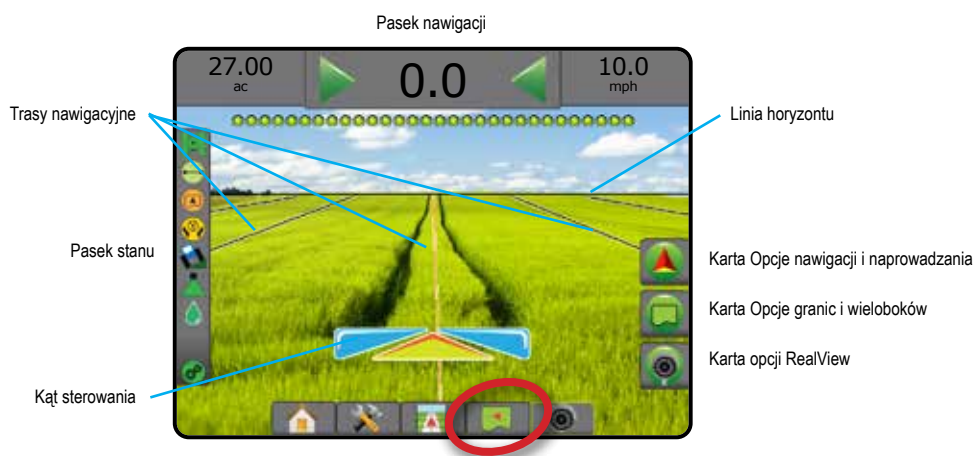 Pasek nawigacji
27.00
ac
0.0
10.0
mph
Trasy nawigacyjne
Linia horyzontu
Pasek stanu
Karta Opcje nawigacji i naprowadzania
Karta Opcje granic i wieloboków
Karta opcji RealView
Kąt sterowania